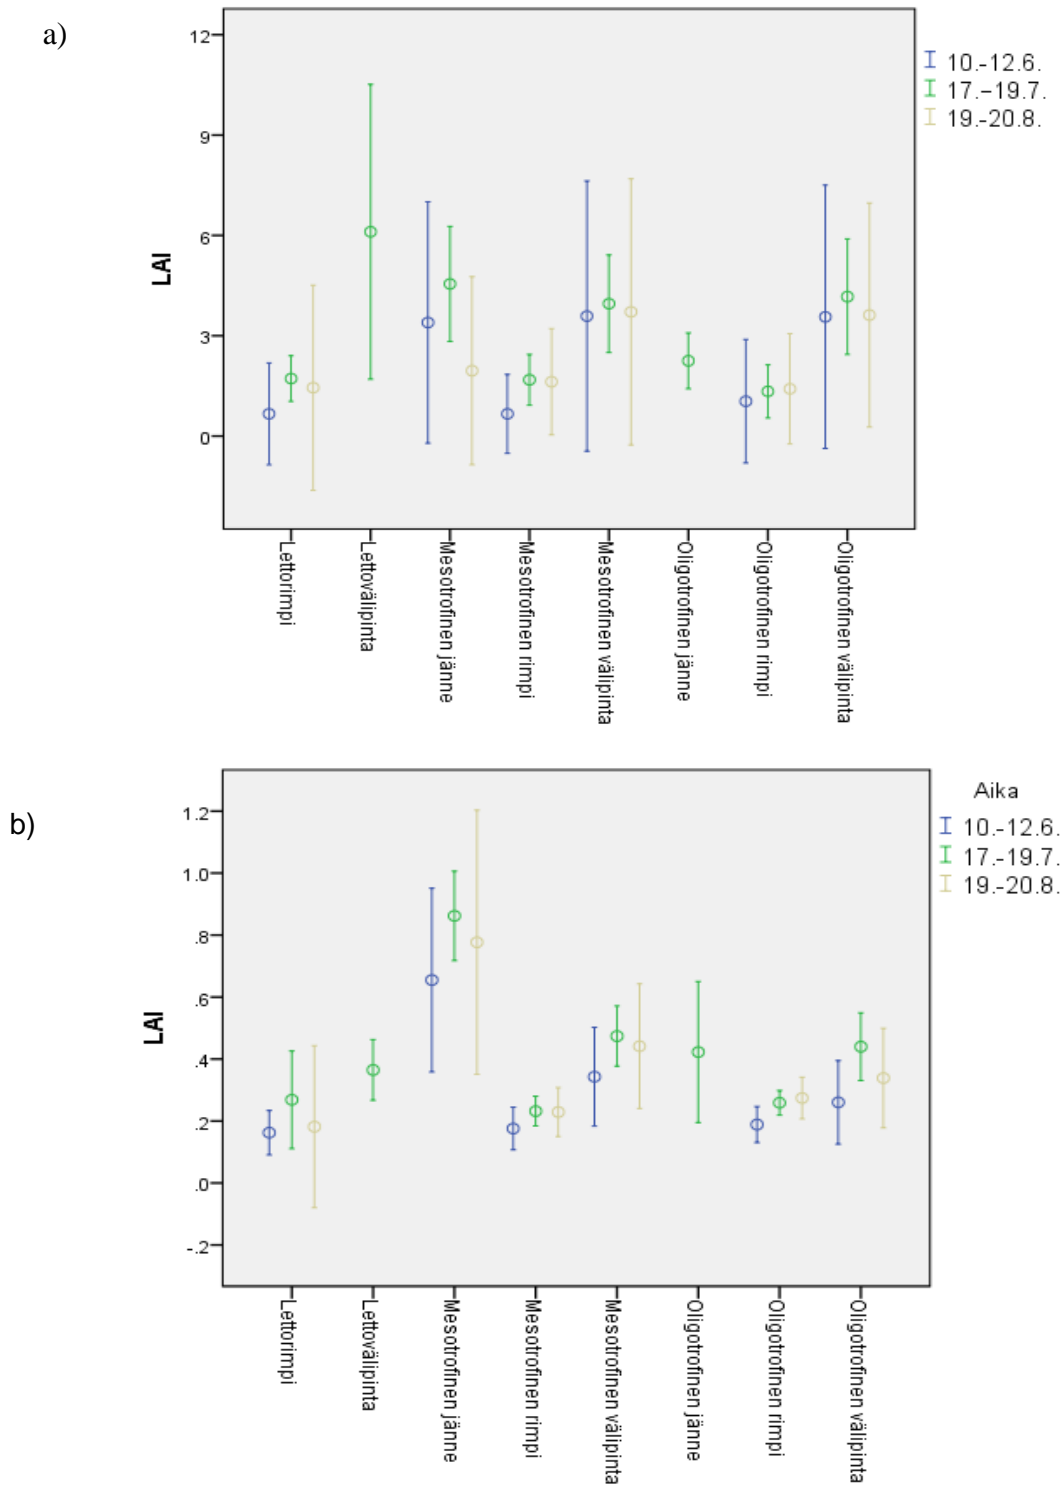 a)
12
9
6
3
0
LAI
10.-12.6.
17.-19.7.
19.-20.8.
Lettorimpi
Lettovälipinta
Mesotrofinen jänne
Mesotrofinen rimpi
Mesotrofinen välipinta
Oligotrofinen jänne
Oligotrofinen rimpi
Oligotrofinen välipinta
b)
1.2
1.0
.8
.6
.4
.2
.0
-.2
LAI
Aika
10.-12.6.
17.-19.7.
19.-20.8.
Lettorimpi
Lettovälipinta
Mesotrofinen jänne
Mesotrofinen rimpi
Mesotrofinen välipinta
Oligotrofinen jänne
Oligotrofinen rimpi
Oligotrofinen välipinta